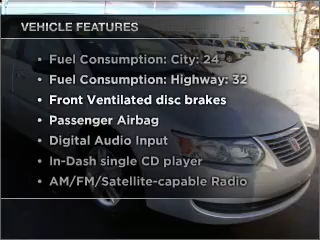 VEHICLE FEATURES
• Fuel Consumption: City: 24
• Fuel Consumption: Highway: 32
• Front Ventilated disc brakes
• Passenger Airbag
• Digital Audio Input
• In-Dash single CD player
• AM/FM/Satellite-capable Radio